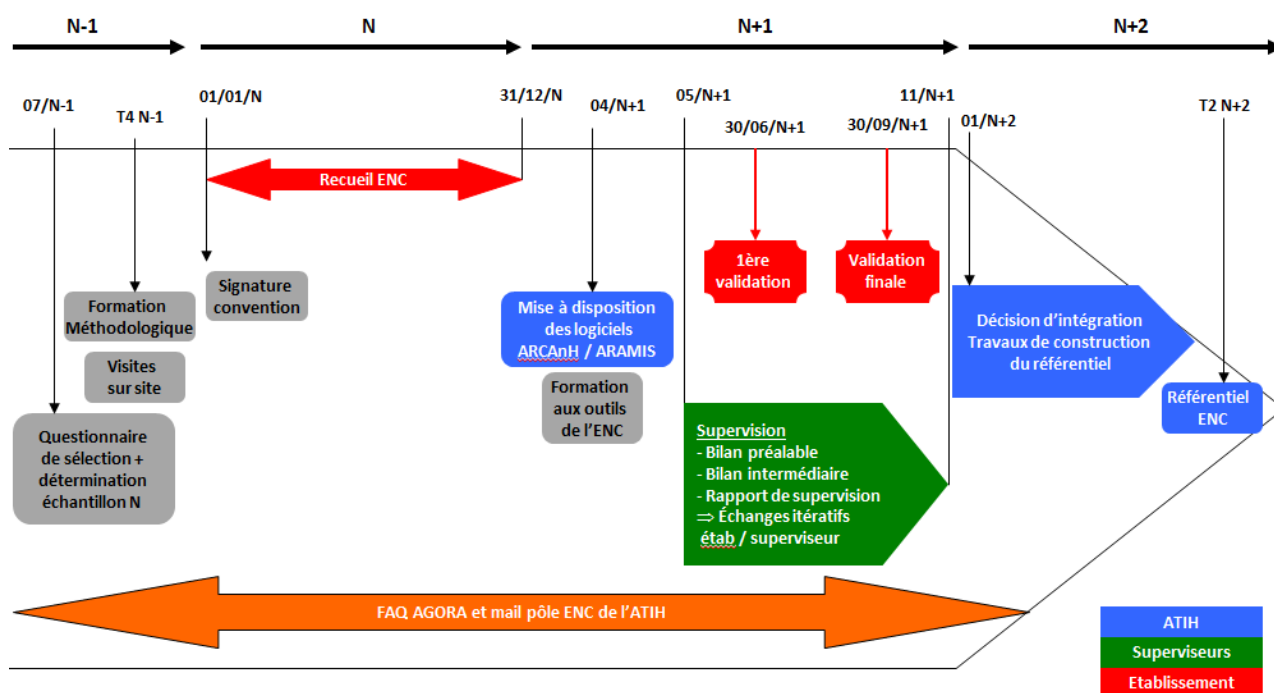 N-1
N
N+1
N+2
07/N-1
T4 N-1
01/01/N
31/12/N
04/N+1
05/N+1
30/06/N+1
30/09/N+1
11/N+1
01/N+2
T2 N+2
Recueil ENC
Formation
Méthodologique
Visites
sur site
Questionnaire
de sélection +
détermination
échantillon N
Signature
convention
Mise à disposition
des logiciels
ARCAnH / ARAMIS
Formation
aux outils
de l'ENC
1ère
validation
Validation
finale
Supervision
- Bilan préalable
- Bilan intermédiaire
- Rapport de supervision
⇒ Échanges itératifs
étab / superviseur
Décision d'intégration
Travaux de construction
du référentiel
Référentiel
ENC
FAQ AGORA et mail pôle ENC de l'ATIH
ATIH
Superviseurs
Etablissement